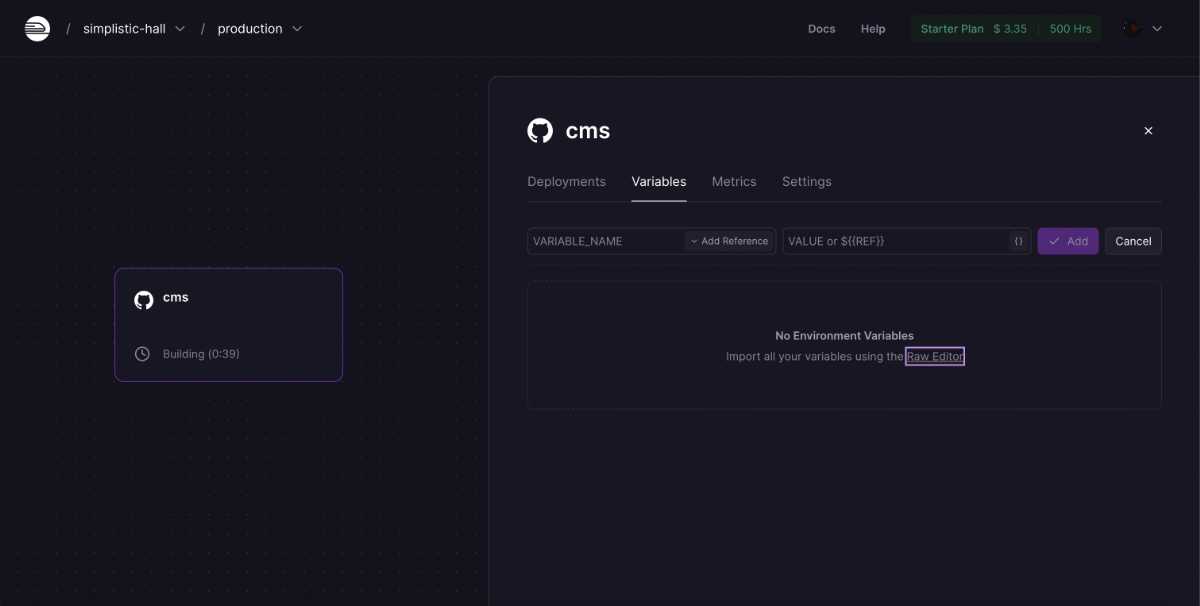 / simplistic-hall / production Docs Help Starter Plan $ 3.35 500 Hrs
cms
Deployments Variables Metrics Settings
VARIABLE_NAME Add Reference VALUE or ${{REF}} {} Add Cancel
cms
Building (0:39)
No Environment Variables
Import all your variables using the Raw Editor